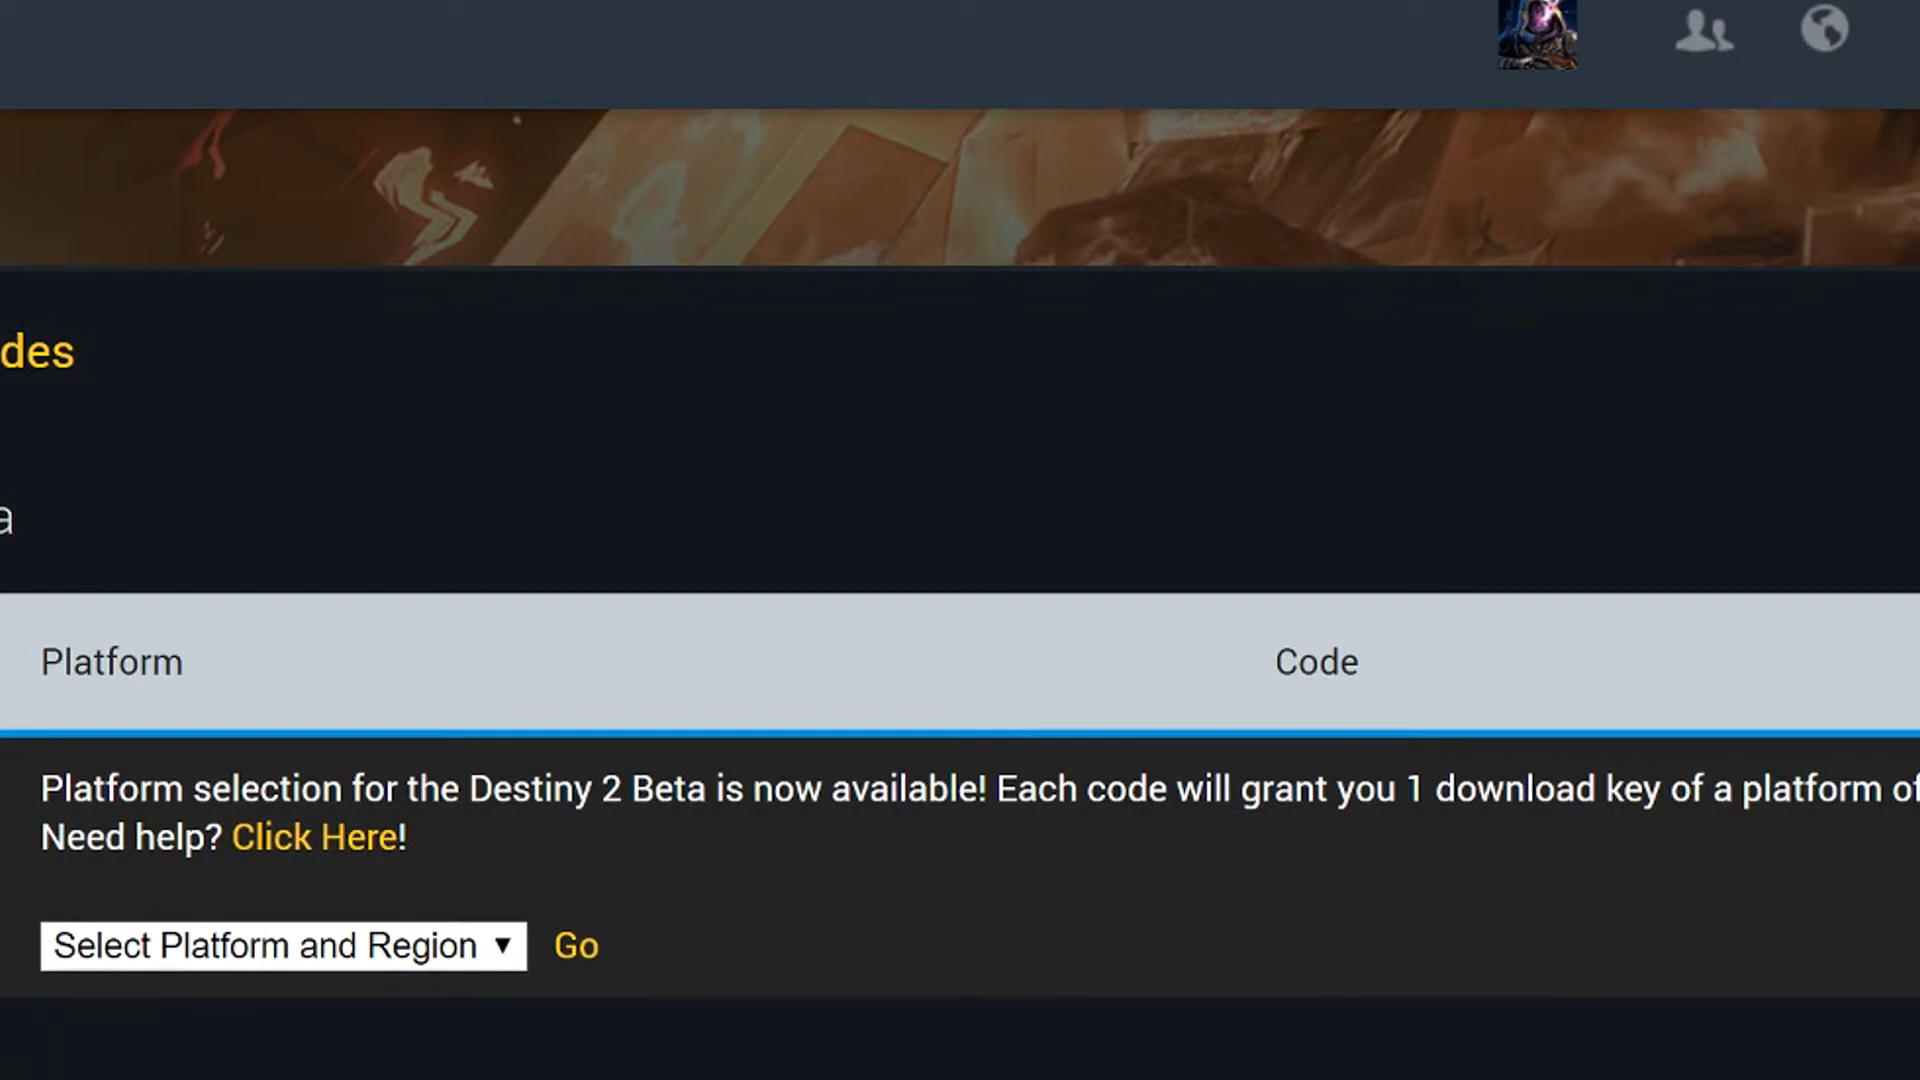 des
a
Platform Code
Platform selection for the Destiny 2 Beta is now available! Each code will grant you 1 download key of a platform of
Need help? Click Here!
Select Platform and Region ▼ Go